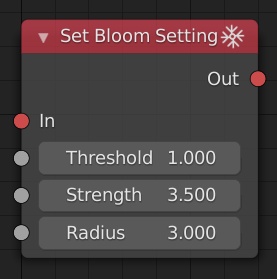 Set Bloom Setting
Out
In
Threshold 1.000
Strength 3.500
Radius 3.000